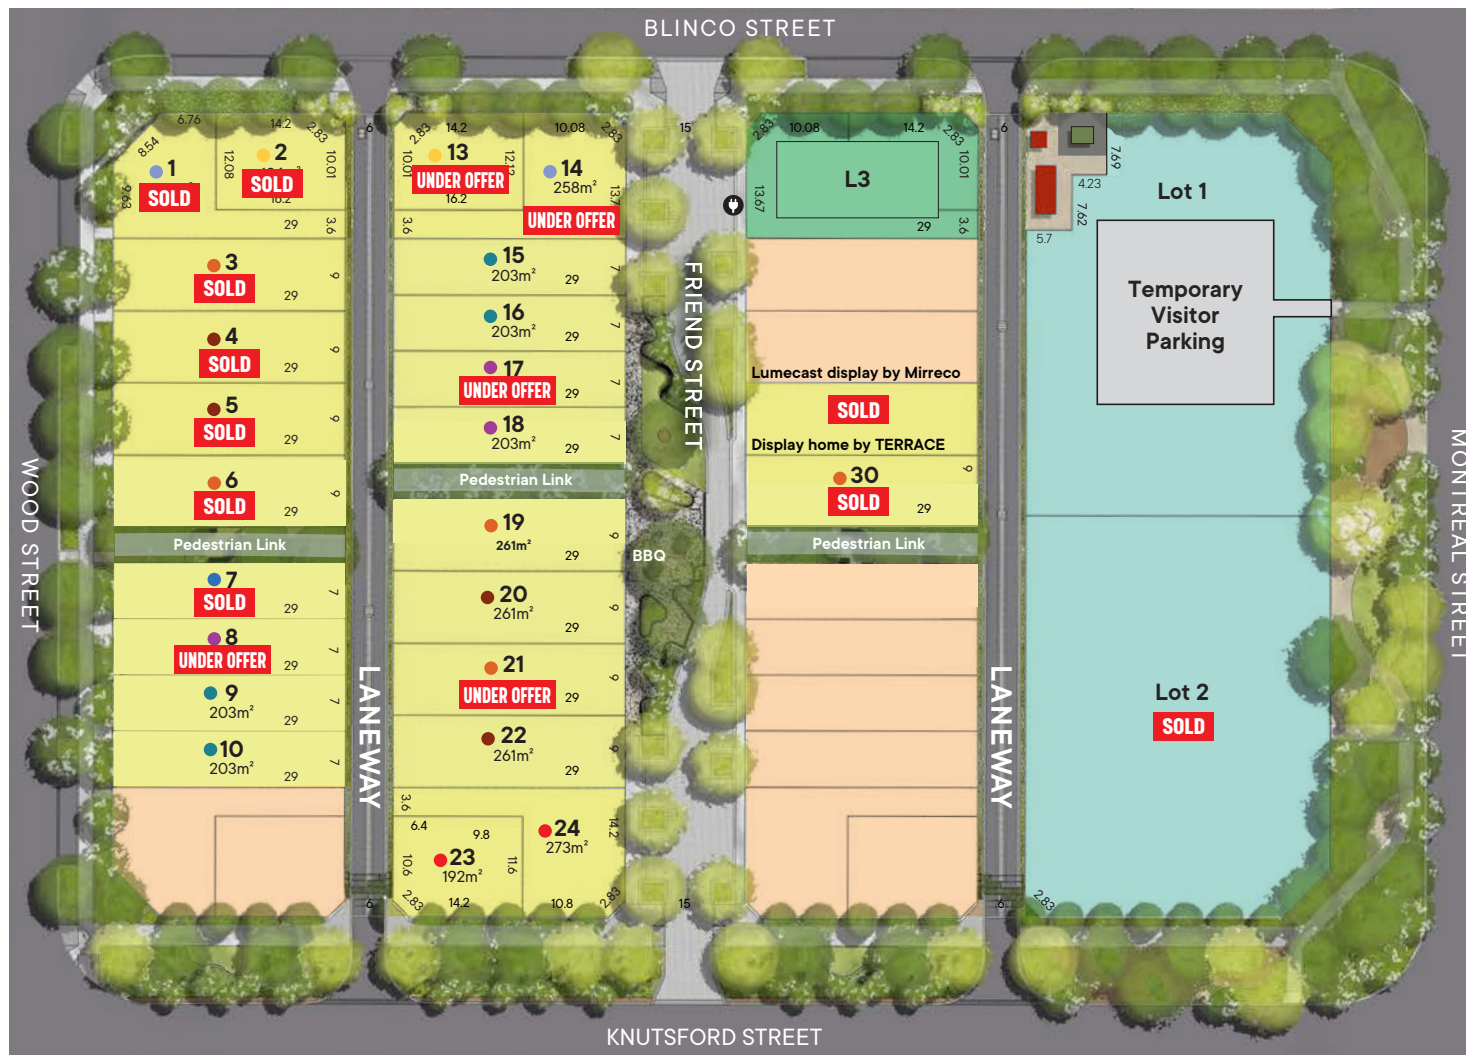 BLINCO STREET
6.76
14.2
2.83
8.54
1
SOLD
9.63
12.08
2
SOLD
10.01
16.2
29
3.6
3
SOLD
29
9
4
SOLD
29
9
5
SOLD
29
9
6
SOLD
29
9
Pedestrian Link
7
SOLD
29
7
8
UNDER OFFER
29
7
9
203m²
29
7
10
203m²
29
7
WOOD STREET
6
LANEWAY
6
2.83
14.2
10.08
2.83
10.01
13
UNDER OFFER
12.12
16.2
14
258m²
13.7
UNDER OFFER
3.6
15
203m²
29
7
16
203m²
29
7
17
UNDER OFFER
29
7
18
203m²
29
7
Pedestrian Link
19
261m²
29
9
20
261m²
29
9
21
UNDER OFFER
29
9
22
261m²
29
9
3.6
6.4
9.8
10.6
23
192m²
11.6
24
273m²
14.2
2.83
14.2
10.8
2.83
15
FRIEND STREET
BBQ
15
2.83
10.08
14.2
2.83
10.01
L3
13.67
29
3.6
Lumecast display by Mirreco
SOLD
Display home by TERRACE
30
SOLD
29
9
Pedestrian Link
6
LANEWAY
6
7.69
4.23
7.62
5.7
Lot 1
Temporary
Visitor
Parking
Lot 2
SOLD
2.83
MONTREAL STREET
KNUTSFORD STREET